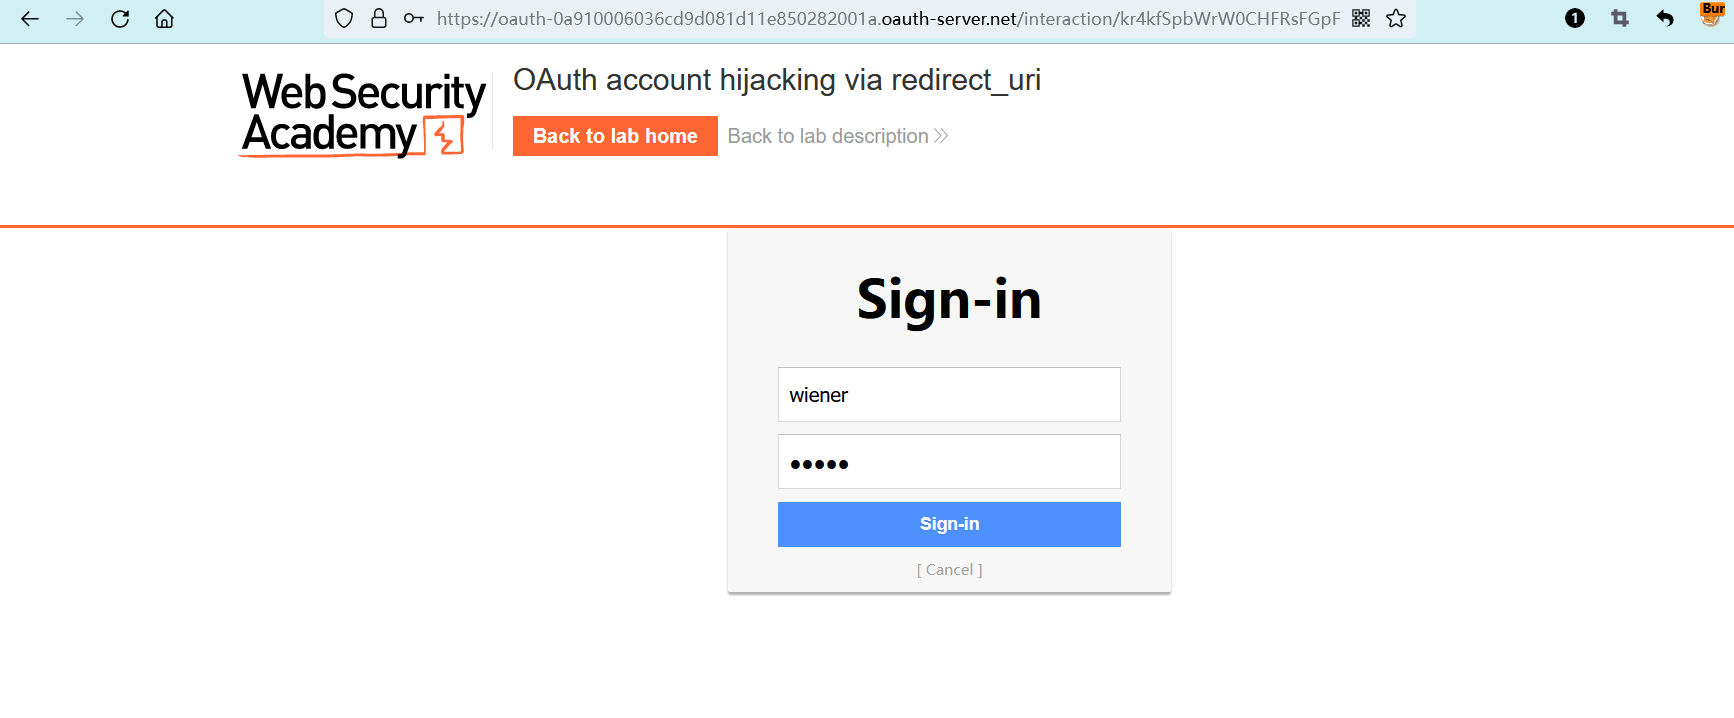 https://oauth-0a910006036cd9d081d11e850282001a.oauth-server.net/interaction/kr4kfSpbWrW0CHFRsFGpF
1
Bur
Web Security
Academy
OAuth account hijacking via redirect_uri
Back to lab home
Back to lab description
Sign-in
wiener
•••••
Sign-in
[ Cancel ]